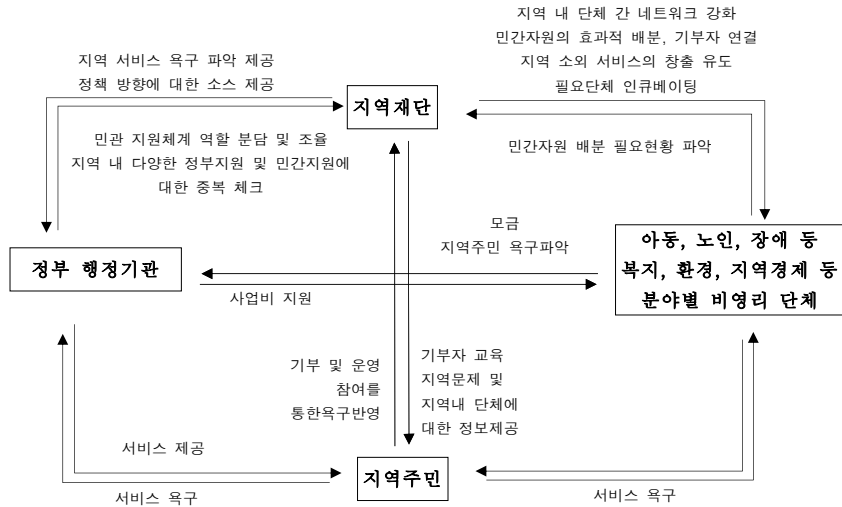 지역 내 단체 간 네트워크 강화
민간자원의 효과적 배분, 기부자 연결
지역 소외 서비스의 창출 유도
필요단체 인큐베이팅
지역 서비스 욕구 파악 제공
정책 방향에 대한 소스 제공
지역재단
민관 지원체계 역할 분담 및 조율
지역 내 다양한 정부지원 및 민간지원에
대한 중복 체크
민간자원 배분 필요현황 파악
모금
지역주민 욕구파악
정부 행정기관
아동, 노인, 장애 등
복지, 환경, 지역경제 등
분야별 비영리 단체
사업비 지원
기부 및 운영
참여를
통한욕구반영
기부자 교육
지역문제 및
지역내 단체에
대한 정보제공
서비스 제공
지역주민
서비스 욕구
서비스 욕구